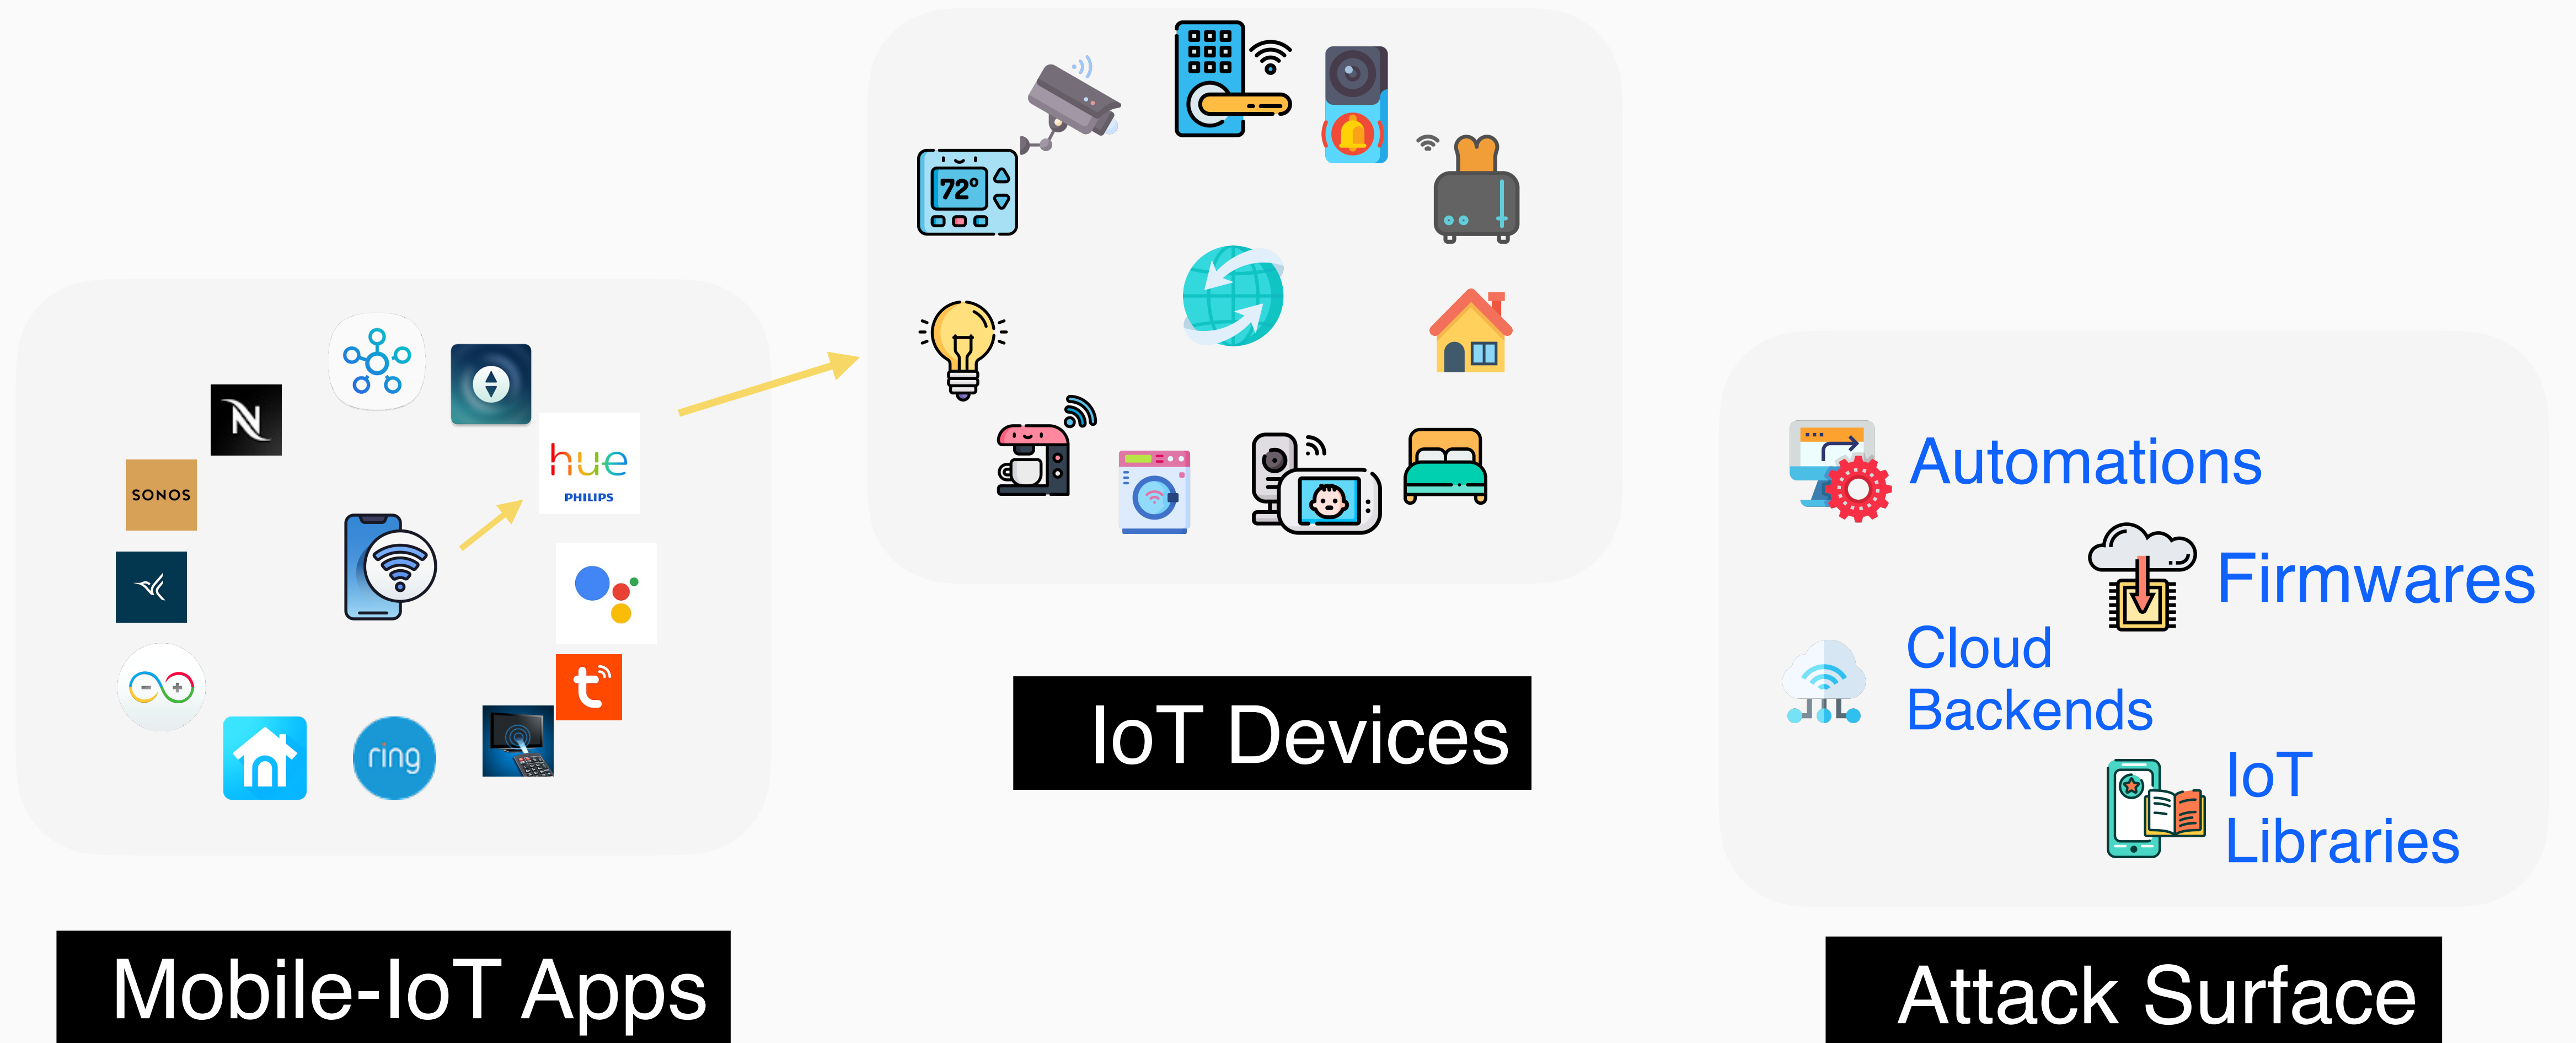 SONOS
hue
PHILIPS
ring
Mobile-IoT Apps
72°
IoT Devices
Automations
Firmwares
Cloud
Backends
IoT
Libraries
Attack Surface